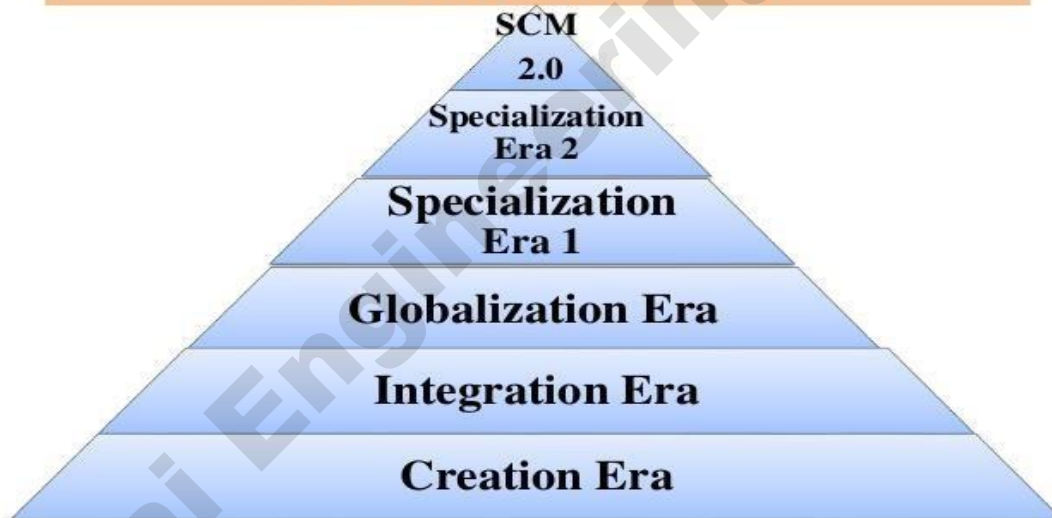 SCM
2.0
Specialization
Era 2
Specialization
Era 1
Globalization Era
Integration Era
Creation Era